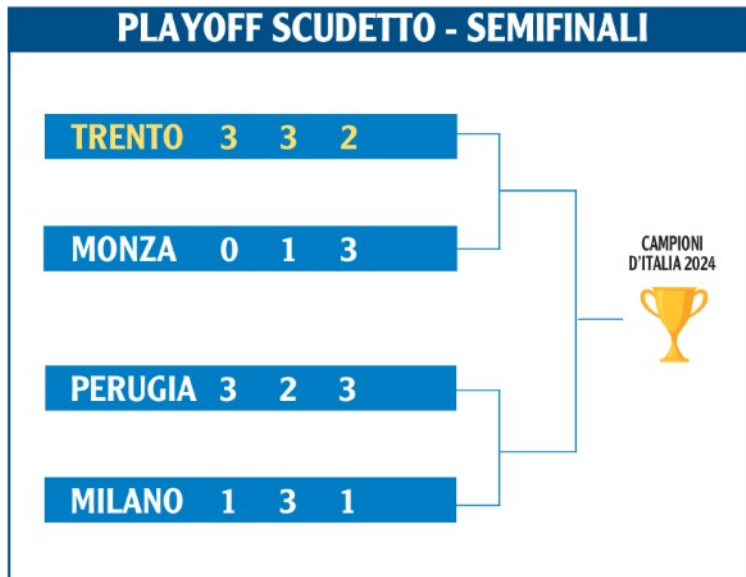 PLAYOFF SCUDETTO - SEMIFINALI
TRENTO 3 3 2
MONZA 0 1 3
CAMPIONI
D'ITALIA 2024
PERUGIA 3 2 3
MILANO 1 3 1